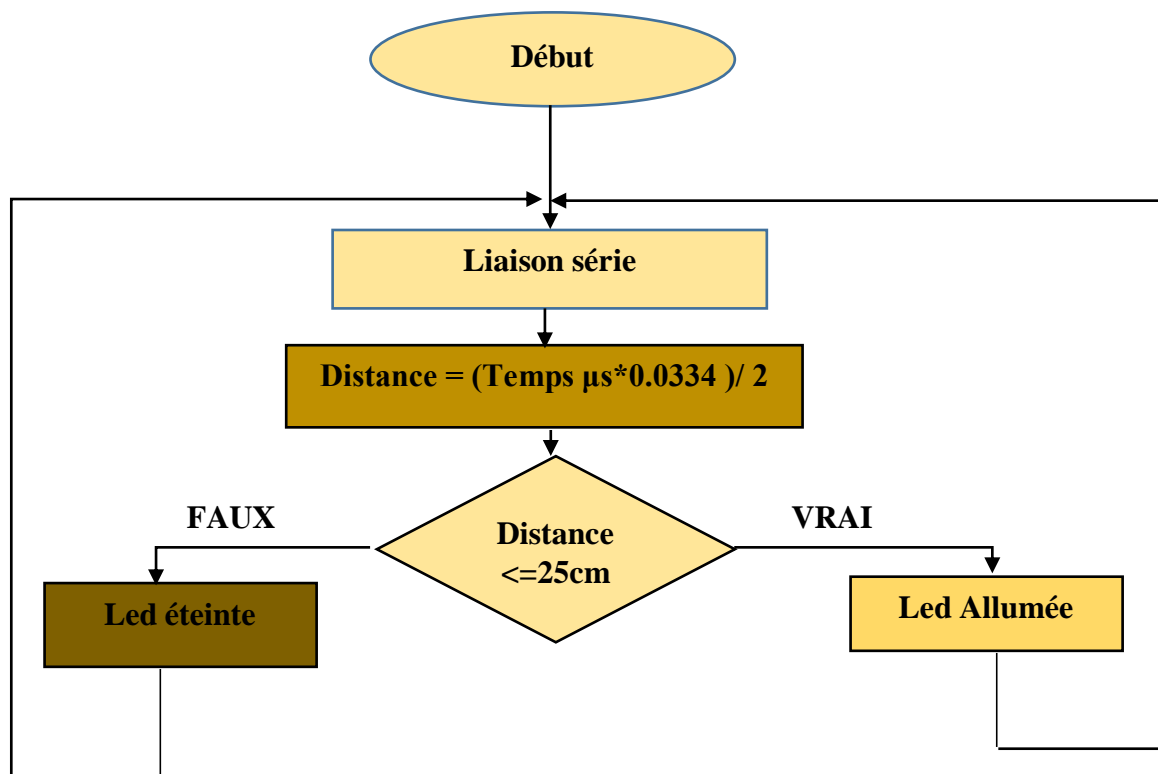 Début
Liaison série
Distance = (Temps µs*0.0334 )/ 2
FAUX
VRAI
Distance
<=25cm
Led éteinte
Led Allumée